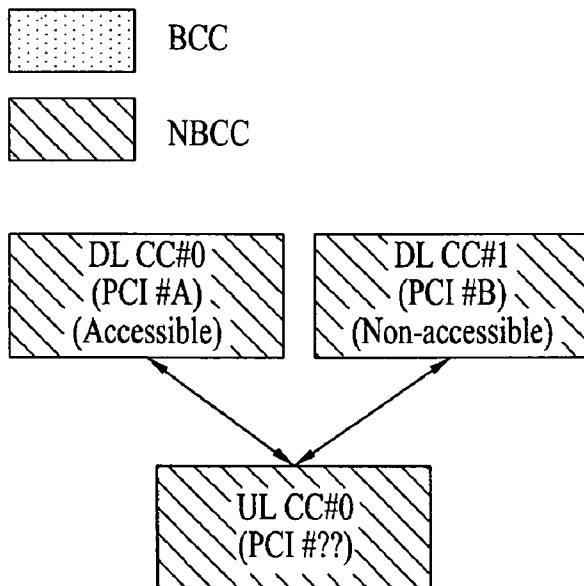 BCC
NBCC
DL CC#0
(PCI #A)
(Accessible)
DL CC#1
(PCI #B)
(Non-accessible)
UL CC#0
(PCI #??)